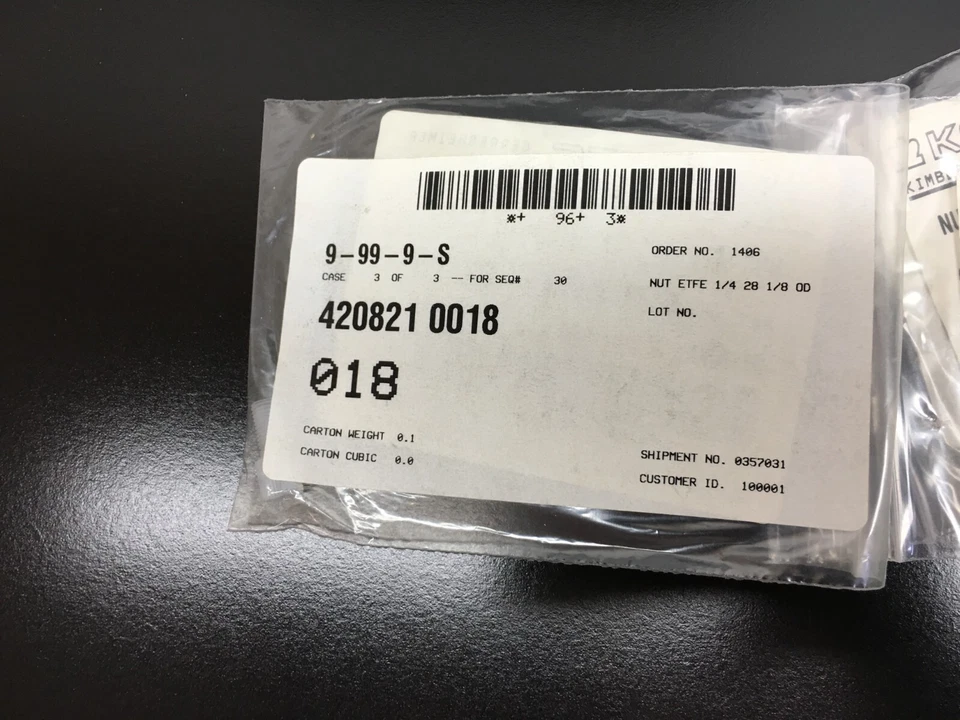 *+ 96+ 3*
9-99-9-S
CASE 3 OF 3 -- FOR SEQ# 30
420821 0018
018
CARTON WEIGHT 0.1
CARTON CUBIC 0.0
ORDER NO. 1406
NUT ETFE 1/4 28 1/8 OD
LOT NO.
SHIPMENT NO. 0357031
CUSTOMER ID. 100001